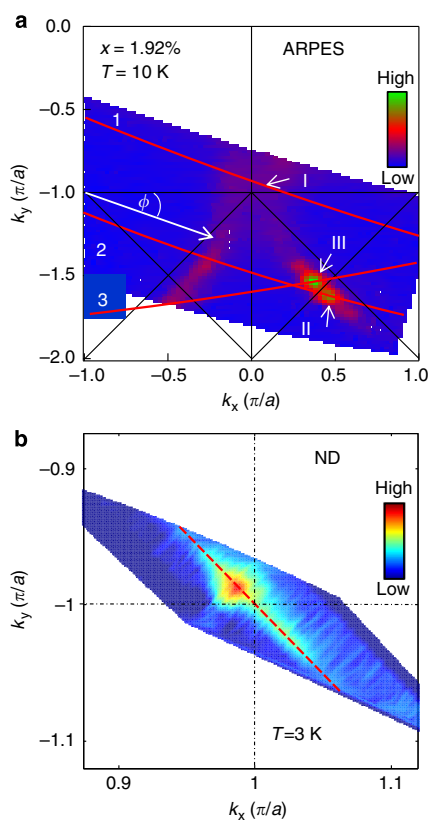 a
x = 1.92%
T = 10 K
ARPES
High
Low
0.0
−0.5
−1.0
−1.5
−2.0
k_y (π/a)
1
2
3
ϕ
I
III
II
−1.0 −0.5 0.0 0.5 1.0
k_x (π/a)
b
ND
High
Low
−0.9
−1
−1.1
k_y (π/a)
T=3 K
0.9 1 1.1
k_x (π/a)